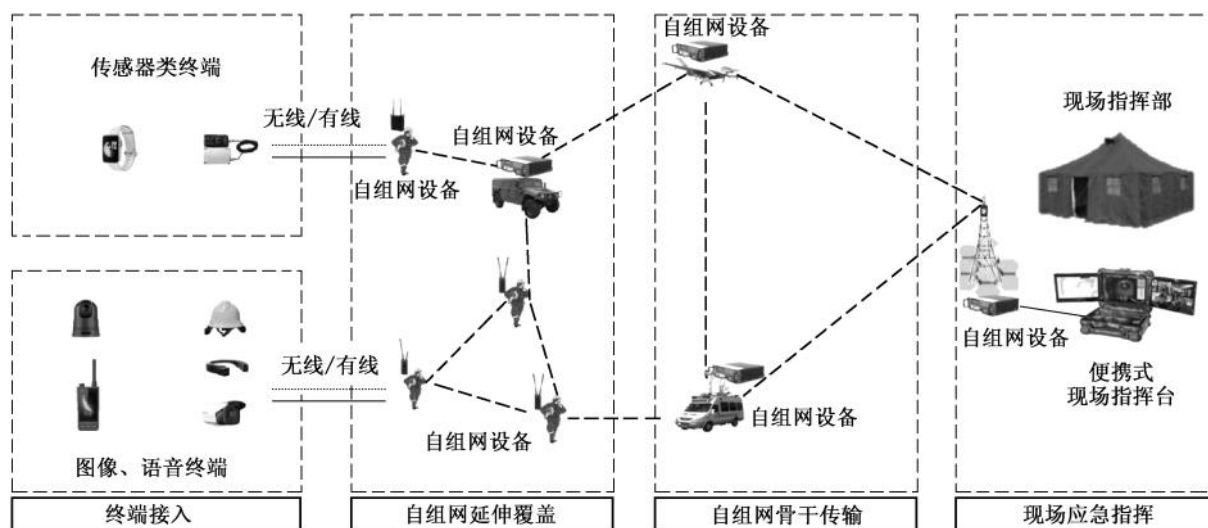 传感器类终端
无线/有线
自组网设备
自组网设备
自组网设备
现场指挥部
无线/有线
自组网设备
自组网设备
自组网设备
便携式
现场指挥台
图像、语音终端
终端接入
自组网延伸覆盖
自组网骨干传输
现场应急指挥